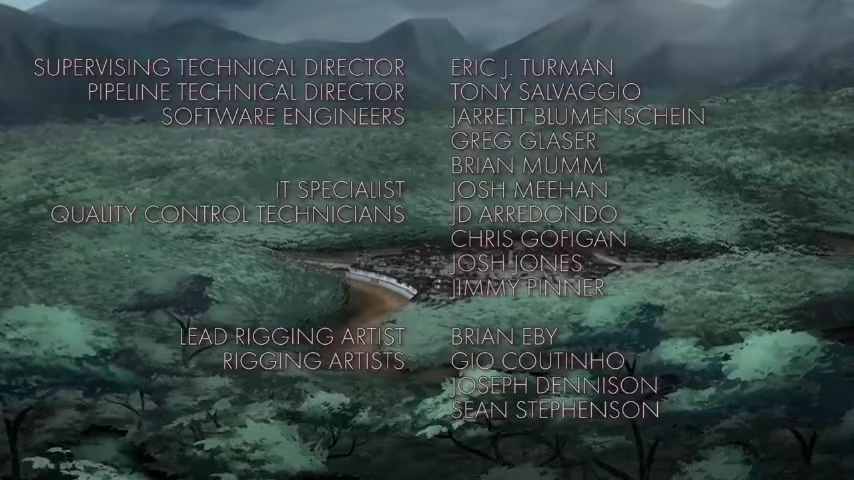 SUPERVISING TECHNICAL DIRECTOR ERIC J. TURMAN
PIPELINE TECHNICAL DIRECTOR TONY SALVAGGIO
SOFTWARE ENGINEERS JARRETT BLUMENSCHEIN
GREG GLASER
BRIAN MUMM
IT SPECIALIST JOSH MEEHAN
QUALITY CONTROL TECHNICIANS JD ARREDONDO
CHRIS GOFIGAN
JOSH JONES
JIMMY PINNER
LEAD RIGGING ARTIST BRIAN EBY
RIGGING ARTISTS GIO COUTINHO
JOSEPH DENNISON
SEAN STEPHENSON